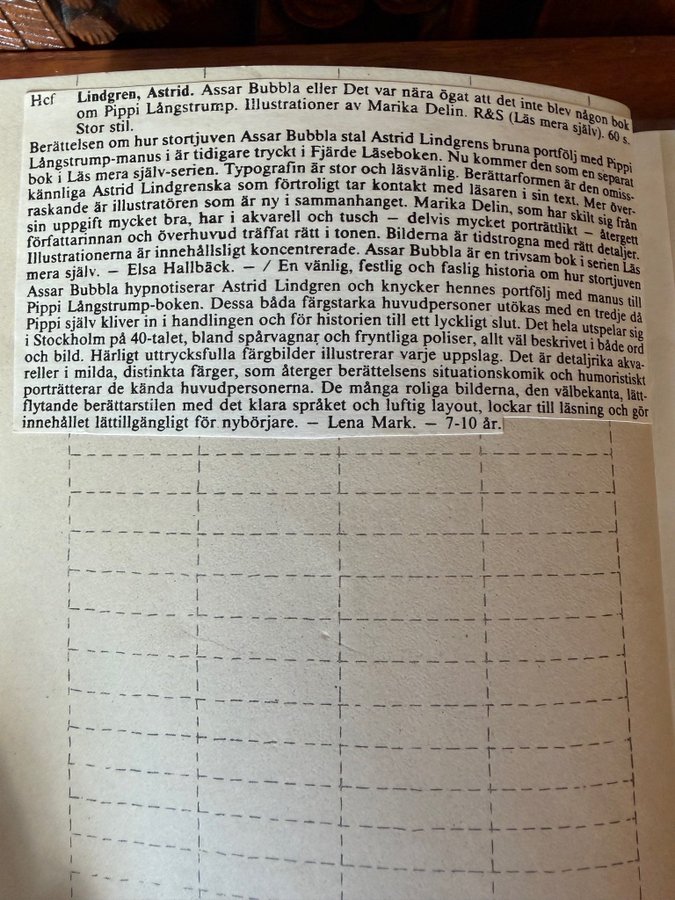 Hcf Lindgren, Astrid. Assar Bubbla eller Det var nära ögat att det inte blev någon bok
om Pippi Långstrump. Illustrationer av Marika Delin. R&S (Läs mera själv). 60 s.
Stor stil.
Berättelsen om hur stortjuven Assar Bubbla stal Astrid Lindgrens bruna portfölj med Pippi
Långstrump-manus i är tidigare tryckt i Fjärde Läseboken. Nu kommer den som en separat
bok i Läs mera själv-serien. Typografin är stor och läsvänlig. Berättarformen är den omiss-
kännliga Astrid Lindgrenska som förtroligt tar kontakt med läsaren i sin text. Mer över-
raskande är illustratören som är ny i sammanhanget. Marika Delin, som har skilt sig från
sin uppgift mycket bra, har i akvarell och tusch – delvis mycket porträttlikt – återgett
författarinnan och överhuvud träffat rätt i tonen. Bilderna är tidstrogna med rätt detaljer.
Illustrationerna är innehållsligt koncentrerade. Assar Bubbla är en trivsam bok i serien Läs
mera själv. – Elsa Hallbäck. – / En vänlig, festlig och faslig historia om hur stortjuven
Assar Bubbla hypnotiserar Astrid Lindgren och knycker hennes portfölj med manus till
Pippi Långstrump-boken. Dessa båda färgstarka huvudpersoner utökas med en tredje då
Pippi själv kliver in i handlingen och för historien till ett lyckligt slut. Det hela utspelar sig
i Stockholm på 40-talet, bland spårvagnar och fryntliga poliser, allt väl beskrivet i både ord
och bild. Härligt uttrycksfulla färgbilder illustrerar varje uppslag. Det är detaljrika akva-
reller i milda, distinkta färger, som återger berättelsens situationskomik och humoristiskt
porträtterar de kända huvudpersonerna. De många roliga bilderna, den välbekanta, lätt-
flytande berättarstilen med det klara språket och luftig layout, lockar till läsning och gör
innehållet lättillgängligt för nybörjare. – Lena Mark. – 7-10 år.